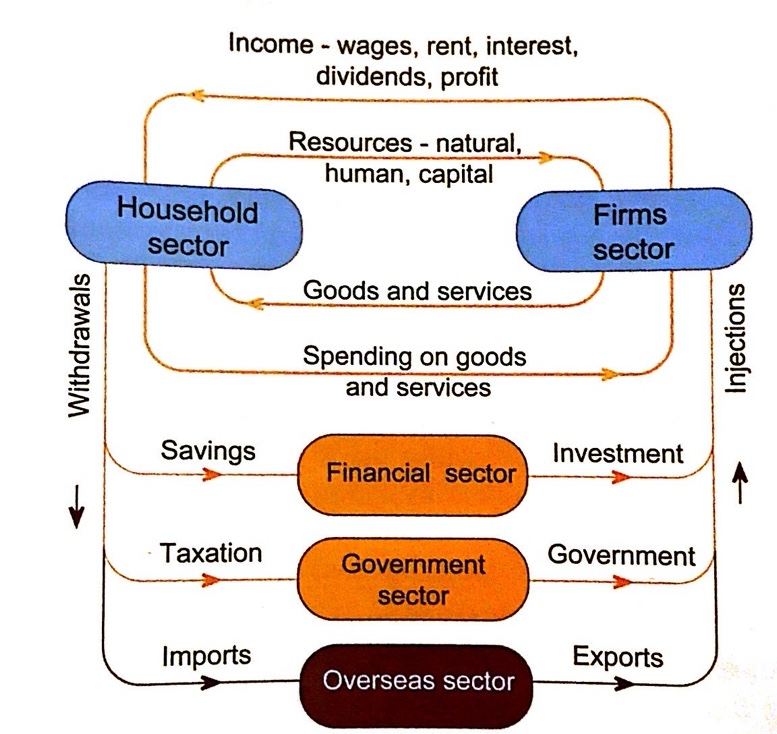 Income - wages, rent, interest,
dividends, profit
Resources - natural,
human, capital
Household
sector
Firms
sector
Goods and services
Spending on goods
and services
Withdrawals
Injections
Savings
Financial sector
Investment
Taxation
Government
sector
Government
Imports
Overseas sector
Exports